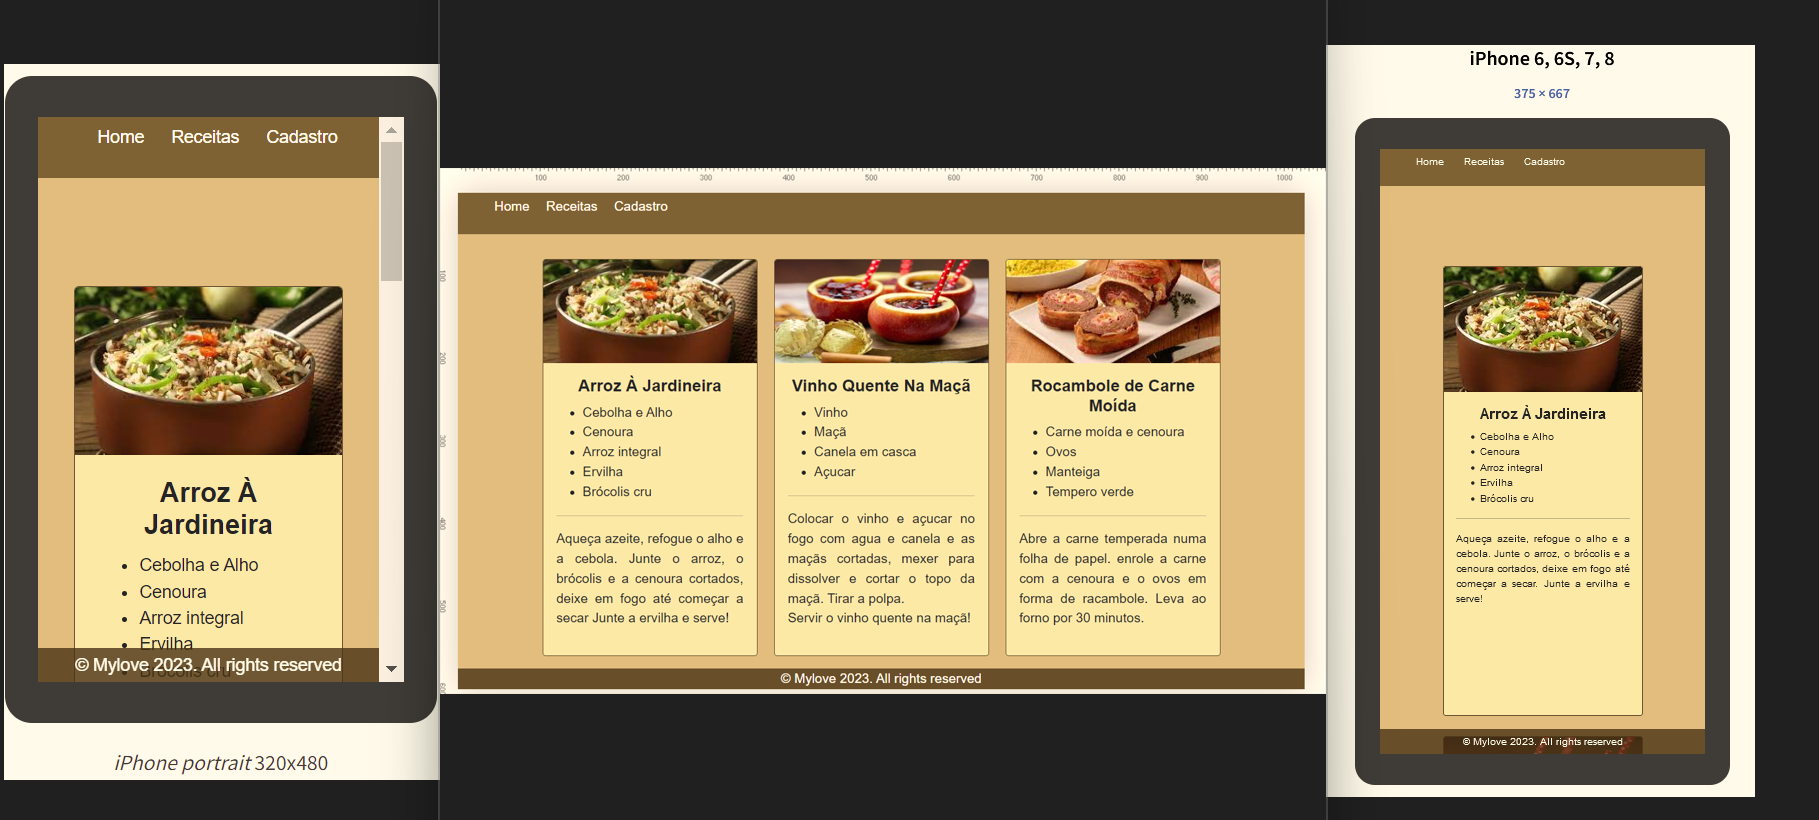 Home Receitas Cadastro
Arroz À
Jardineira
Cebolha e Alho
Cenoura
Arroz integral
Ervilha
Brócolis cru
© Mylove 2023. All rights reserved
iPhone portrait 320x480
100 200 300 400 500 600 700 800 900 1000
100
200
300
400
500
600
Home Receitas Cadastro
Arroz À Jardineira
Cebolha e Alho
Cenoura
Arroz integral
Ervilha
Brócolis cru
Aqueça azeite, refogue o alho e
a cebola. Junte o arroz, o
brócolis e a cenoura cortados,
deixe em fogo até começar a
secar Junte a ervilha e serve!
Vinho Quente Na Maçã
Vinho
Maçã
Canela em casca
Açucar
Colocar o vinho e açucar no
fogo com agua e canela e as
maçãs cortadas, mexer para
dissolver e cortar o topo da
maçã. Tirar a polpa.
Servir o vinho quente na maçã!
Rocambole de Carne
Moída
Carne moída e cenoura
Ovos
Manteiga
Tempero verde
Abre a carne temperada numa
folha de papel. enrole a carne
com a cenoura e o ovos em
forma de racambole. Leva ao
forno por 30 minutos.
© Mylove 2023. All rights reserved
iPhone 6, 6S, 7, 8
375 × 667
Home Receitas Cadastro
Arroz À Jardineira
Cebolha e Alho
Cenoura
Arroz integral
Ervilha
Brócolis cru
Aqueça azeite, refogue o alho e a
cebola. Junte o arroz, o brócolis e a
cenoura cortados, deixe em fogo até
começar a secar. Junte a ervilha e
serve!
© Mylove 2023. All rights reserved